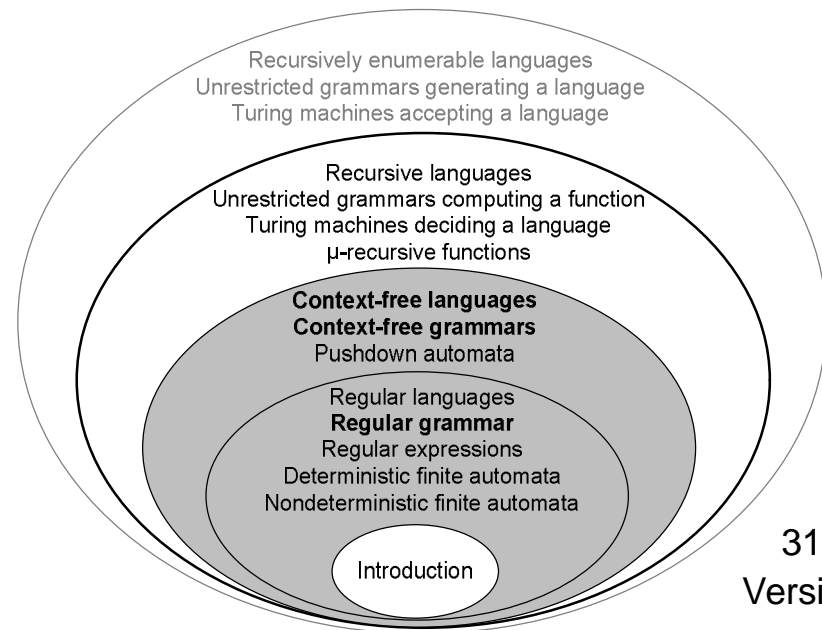 Recursively enumerable languages
Unrestricted grammars generating a language
Turing machines accepting a language
Recursive languages
Unrestricted grammars computing a function
Turing machines deciding a language
μ-recursive functions
Context-free languages
Context-free grammars
Pushdown automata
Regular languages
Regular grammar
Regular expressions
Deterministic finite automata
Nondeterministic finite automata
Introduction
31
Versi